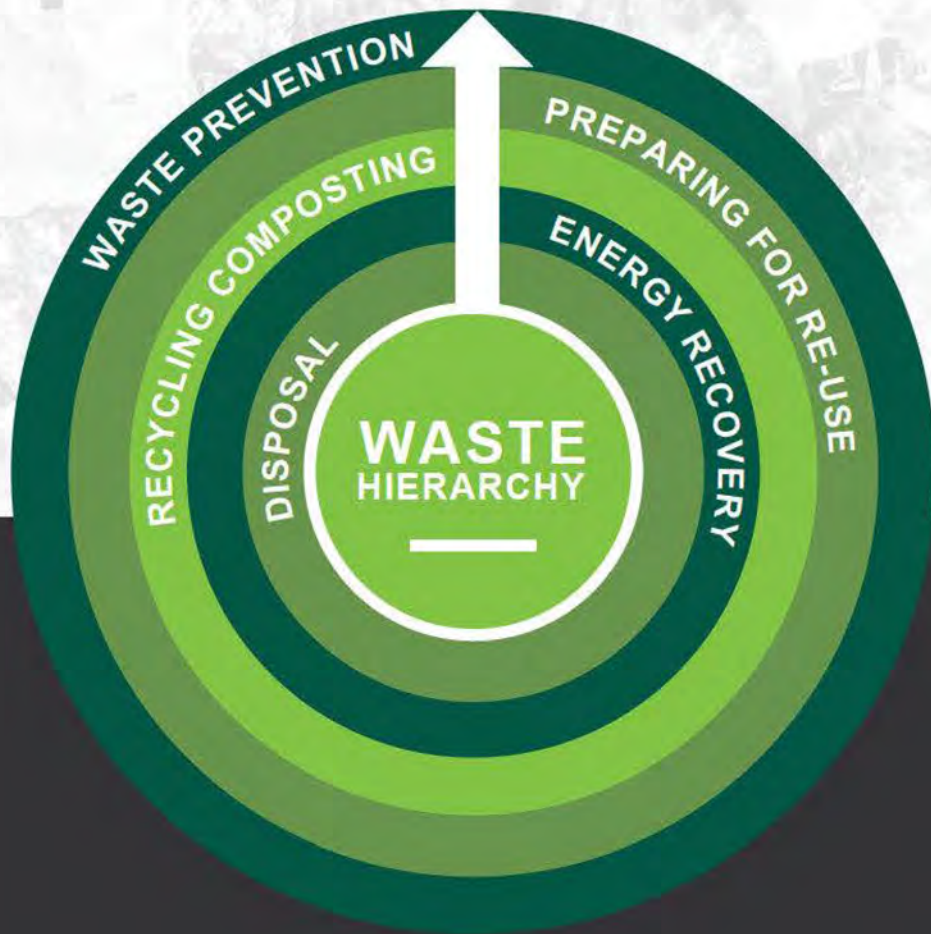 WASTE PREVENTION
PREPARING FOR RE-USE
RECYCLING COMPOSTING
ENERGY RECOVERY
DISPOSAL
WASTE
HIERARCHY